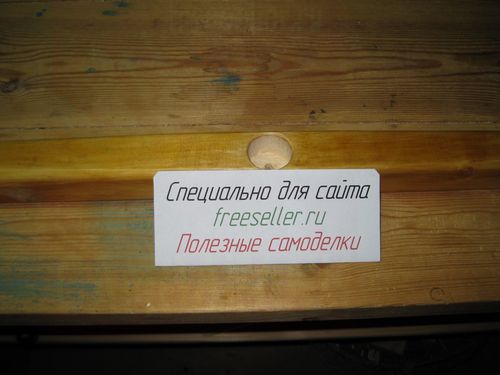 Специально для сайта
freeseller.ru
Полезные самоделки